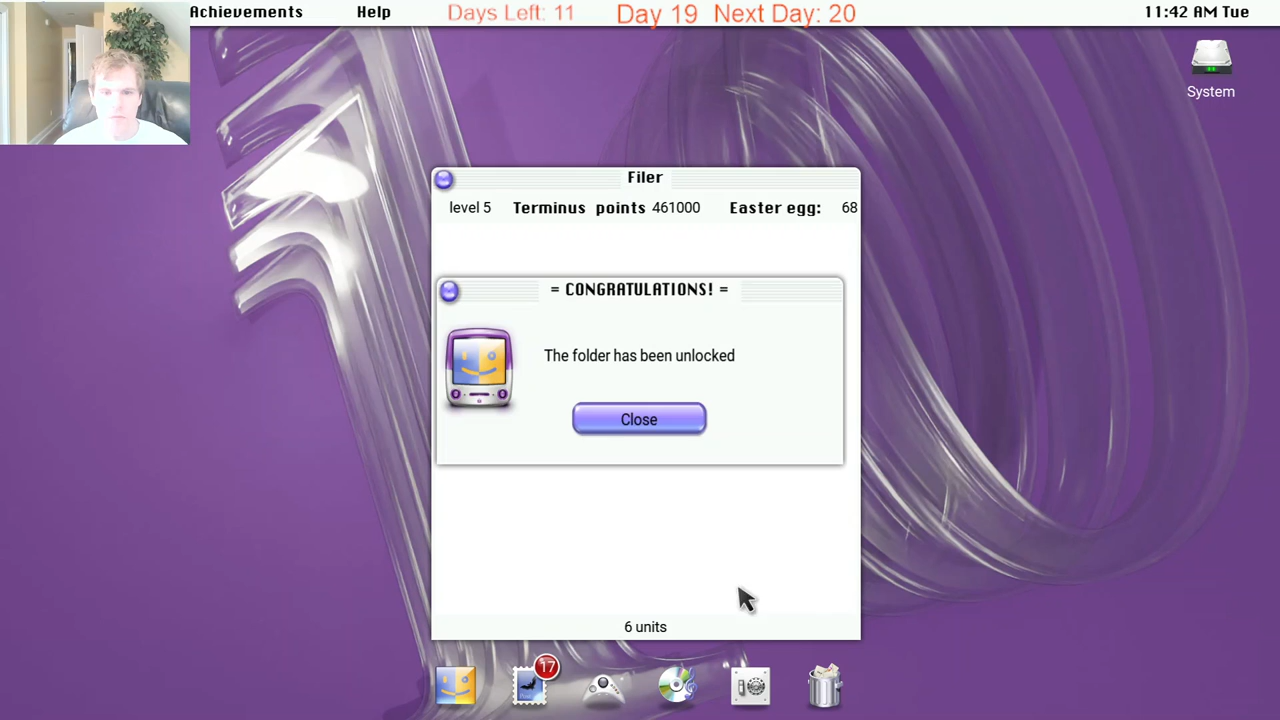 Achievements Help Days Left: 11 Day 19 Next Day: 20 11:42 AM Tue
System
Filer
level 5 Terminus points 461000 Easter egg: 68
= CONGRATULATIONS! =
The folder has been unlocked
Close
6 units
17